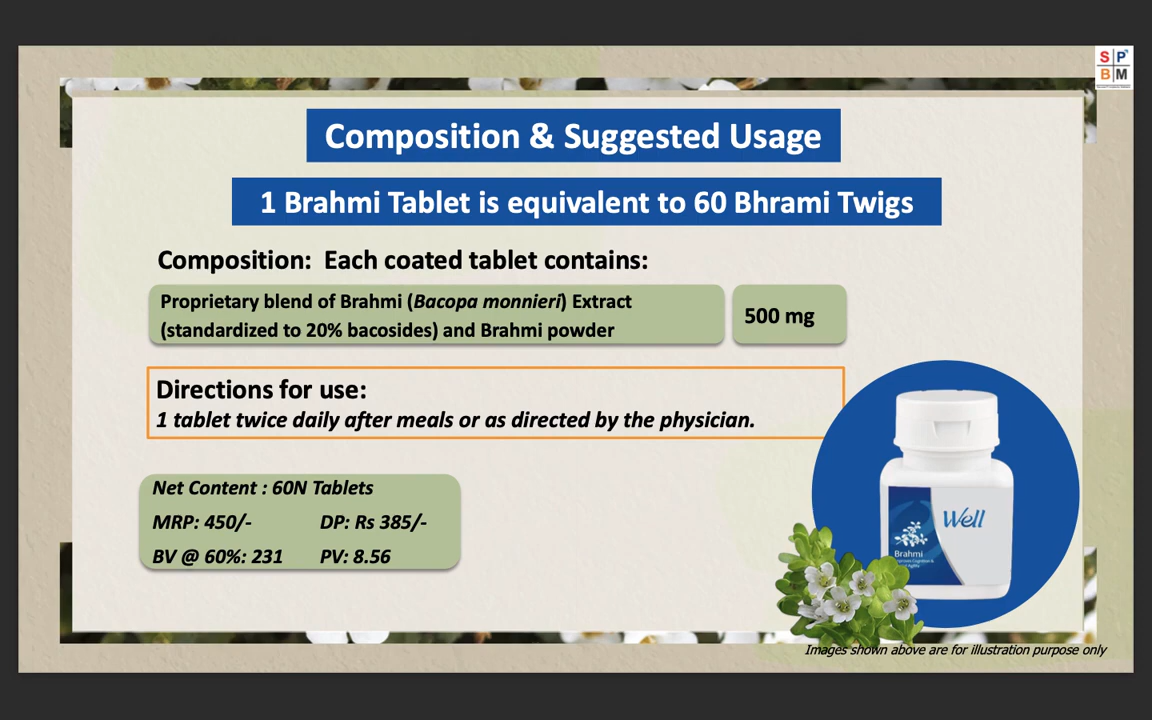 S P
B M
Composition & Suggested Usage
1 Brahmi Tablet is equivalent to 60 Bhrami Twigs
Composition:  Each coated tablet contains:
Proprietary blend of Brahmi (Bacopa monnieri) Extract
(standardized to 20% bacosides) and Brahmi powder
500 mg
Directions for use:
1 tablet twice daily after meals or as directed by the physician.
Net Content : 60N Tablets
MRP: 450/- DP: Rs 385/-
BV @ 60%: 231 PV: 8.56
Well
Brahmi
Images shown above are for illustration purpose only